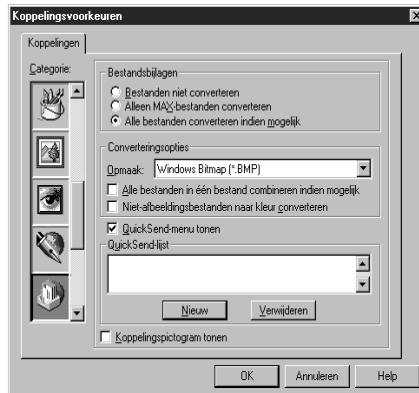 Koppelingsvoorkeuren
Koppelingen
Categorie:
Bestandsbijlagen
Bestanden niet converteren
Alleen MAX-bestanden converteren
Alle bestanden converteren indien mogelijk
Converteringsopties
Opmaak: Windows Bitmap (*.BMP)
Alle bestanden in één bestand combineren indien mogelijk
Niet-afbeeldingsbestanden naar kleur converteren
QuickSend-menu tonen
QuickSend-lijst
Nieuw Verwijderen
Koppelingspictogram tonen
OK Annuleren Help